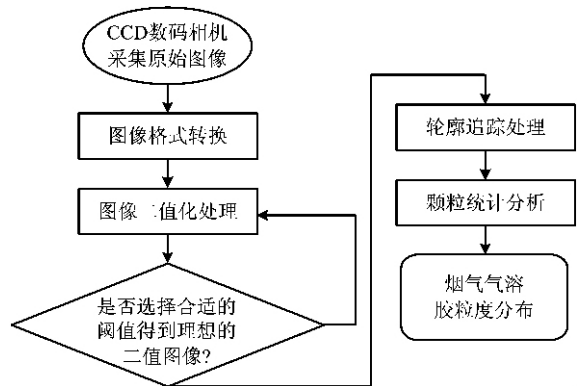 CCD数码相机
采集原始图像
图像格式转换
图像二值化处理
是否选择合适的
阈值得到理想的
二值图像?
轮廓追踪处理
颗粒统计分析
烟气气溶
胶粒度分布